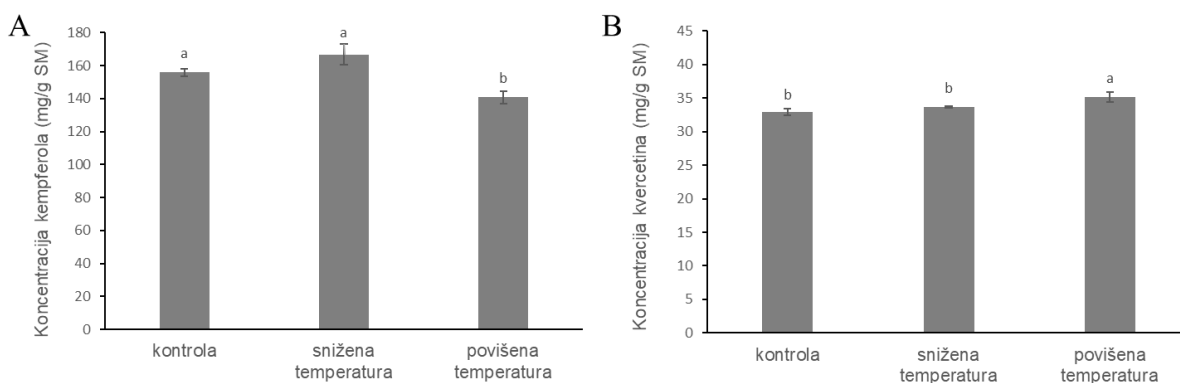 A
Koncentracija kempferola (mg/g SM)
180
160
140
120
100
80
60
40
20
0
a
a
b
kontrola
snižena
temperatura
povišena
temperatura
B
Koncentracija kvercetina (mg/g SM)
45
40
35
30
25
20
15
10
5
0
b
b
a
kontrola
snižena
temperatura
povišena
temperatura